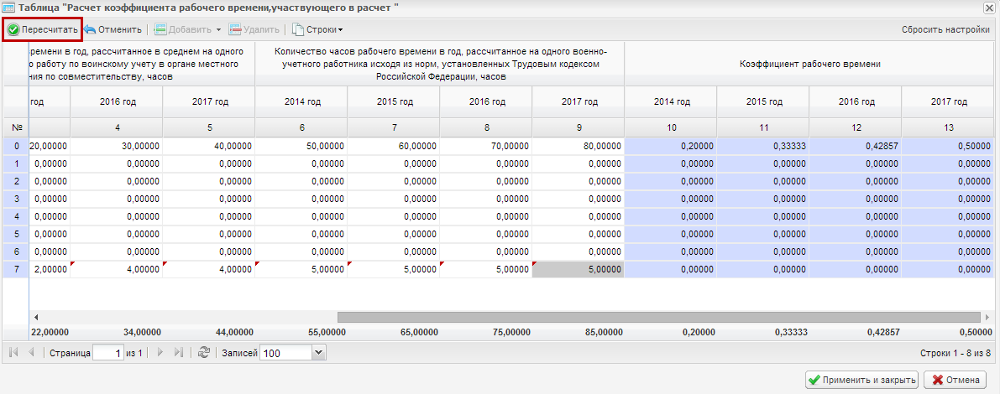 Таблица "Расчет коэффициента рабочего времени,участвующего в расчет "
Пересчитать Отменить Добавить Удалить Строки Сбросить настройки
ремени в год, рассчитанное в среднем на одного
о работу по воинскому учету в органе местного
ния по совместительству, часов
Количество часов рабочего времени в год, рассчитанное на одного военно-
учетного работника исходя из норм, установленных Трудовым кодексом
Российской Федерации, часов
Коэффициент рабочего времени
год 2016 год 2017 год 2014 год 2015 год 2016 год 2017 год 2014 год 2015 год 2016 год 2017 год
№ 4 5 6 7 8 9 10 11 12 13
0 20,00000 30,00000 40,00000 50,00000 60,00000 70,00000 80,00000 0,20000 0,33333 0,42857 0,50000
1 0,00000 0,00000 0,00000 0,00000 0,00000 0,00000 0,00000 0,00000 0,00000 0,00000 0,00000
2 0,00000 0,00000 0,00000 0,00000 0,00000 0,00000 0,00000 0,00000 0,00000 0,00000 0,00000
3 0,00000 0,00000 0,00000 0,00000 0,00000 0,00000 0,00000 0,00000 0,00000 0,00000 0,00000
4 0,00000 0,00000 0,00000 0,00000 0,00000 0,00000 0,00000 0,00000 0,00000 0,00000 0,00000
5 0,00000 0,00000 0,00000 0,00000 0,00000 0,00000 0,00000 0,00000 0,00000 0,00000 0,00000
6 0,00000 0,00000 0,00000 0,00000 0,00000 0,00000 0,00000 0,00000 0,00000 0,00000 0,00000
7 2,00000 4,00000 4,00000 5,00000 5,00000 5,00000 5,00000 0,00000 0,00000 0,00000 0,00000
22,00000 34,00000 44,00000 55,00000 65,00000 75,00000 85,00000 0,20000 0,33333 0,42857 0,50000
Страница 1 из 1 Записей 100 Строки 1 - 8 из 8
Применить и закрыть Отмена